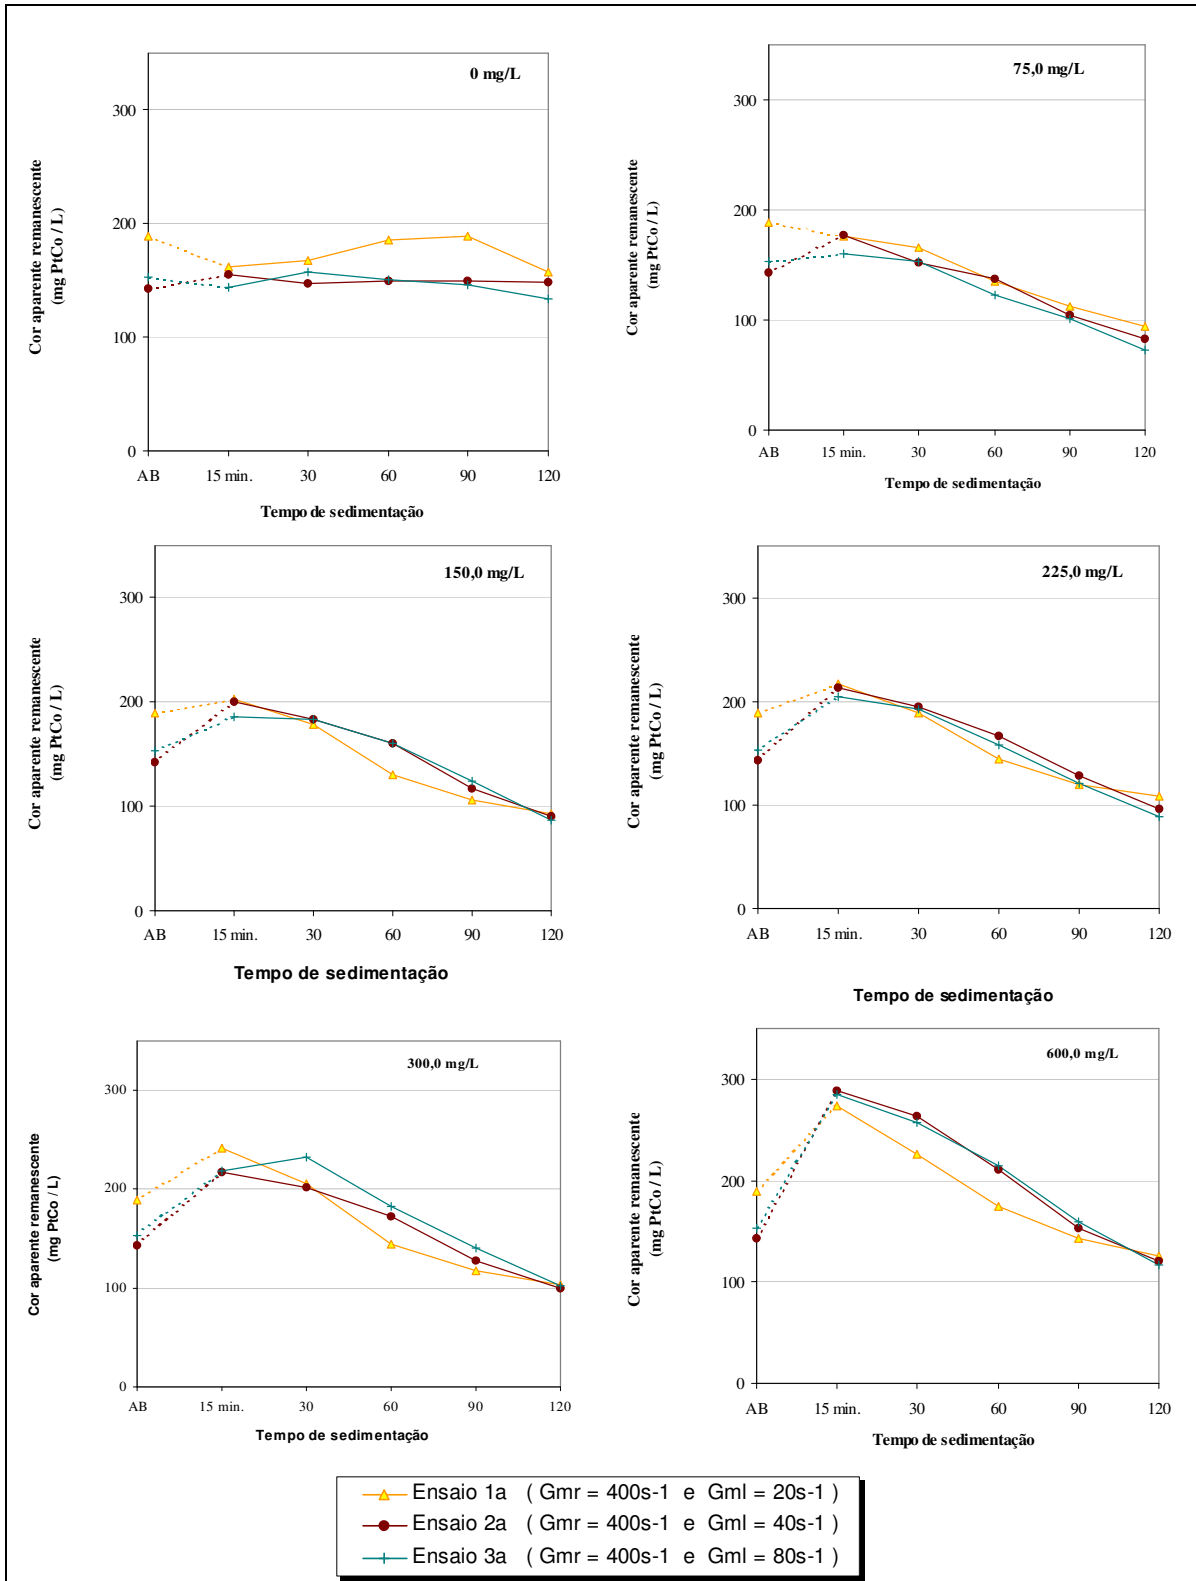 0 mg/L
300
200
100
0
Cor aparente remanescente
(mg PtCo / L)
AB 15 min. 30 60 90 120
Tempo de sedimentação
75,0 mg/L
300
200
100
0
Cor aparente remanescente
(mg PtCo / L)
AB 15 min. 30 60 90 120
Tempo de sedimentação
150,0 mg/L
300
200
100
0
Cor aparente remanescente
(mg PtCo / L)
AB 15 min. 30 60 90 120
Tempo de sedimentação
225,0 mg/L
300
200
100
0
Cor aparente remanescente
(mg PtCo / L)
AB 15 min. 30 60 90 120
Tempo de sedimentação
300,0 mg/L
300
200
100
0
Cor aparente remanescente
(mg PtCo / L)
AB 15 min. 30 60 90 120
Tempo de sedimentação
600,0 mg/L
300
200
100
0
Cor aparente remanescente
(mg PtCo / L)
AB 15 min. 30 60 90 120
Tempo de sedimentação
Ensaio 1a ( Gmr = 400s-1 e Gml = 20s-1 )
Ensaio 2a ( Gmr = 400s-1 e Gml = 40s-1 )
Ensaio 3a ( Gmr = 400s-1 e Gml = 80s-1 )